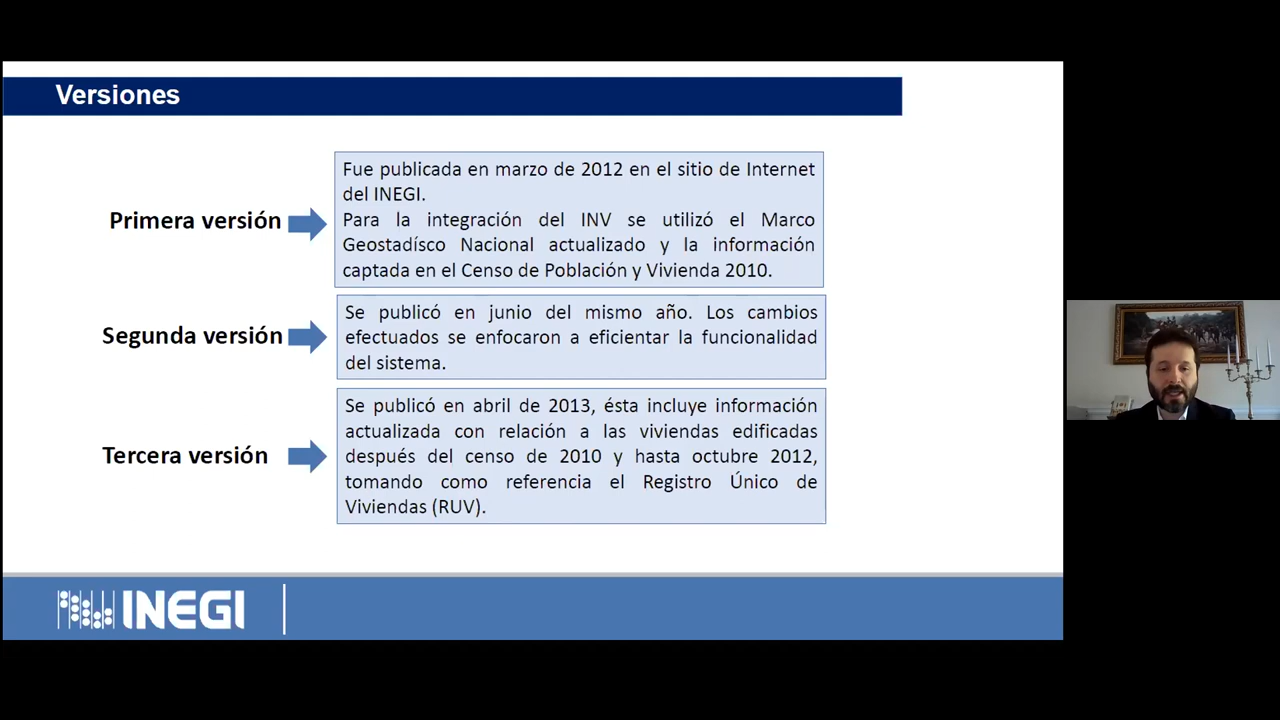 Versiones
Primera versión
Fue publicada en marzo de 2012 en el sitio de Internet
del INEGI.
Para la integración del INV se utilizó el Marco
Geostadísco Nacional actualizado y la información
captada en el Censo de Población y Vivienda 2010.
Segunda versión
Se publicó en junio del mismo año. Los cambios
efectuados se enfocaron a eficientar la funcionalidad
del sistema.
Tercera versión
Se publicó en abril de 2013, ésta incluye información
actualizada con relación a las viviendas edificadas
después del censo de 2010 y hasta octubre 2012,
tomando como referencia el Registro Único de
Viviendas (RUV).
INEGI